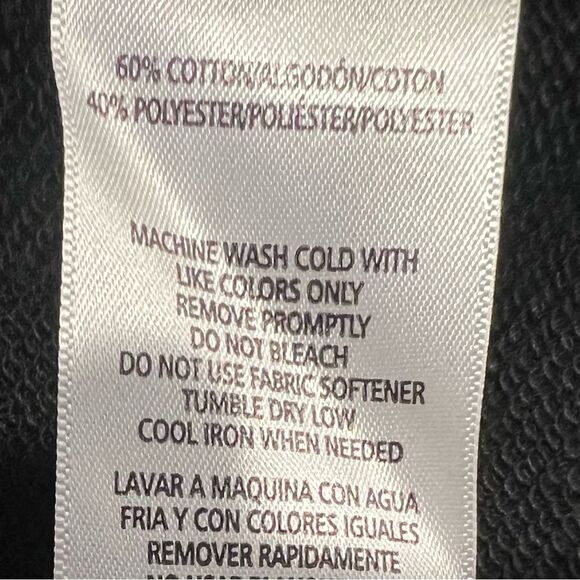 60% COTTON/ALGODÓN/COTON
40% POLYESTER/POLIÉSTER/POLYESTER
MACHINE WASH COLD WITH
LIKE COLORS ONLY
REMOVE PROMPTLY
DO NOT BLEACH
DO NOT USE FABRIC SOFTENER
TUMBLE DRY LOW
COOL IRON WHEN NEEDED
LAVAR A MAQUINA CON AGUA
FRIA Y CON COLORES IGUALES
REMOVER RAPIDAMENTE
NO USAR